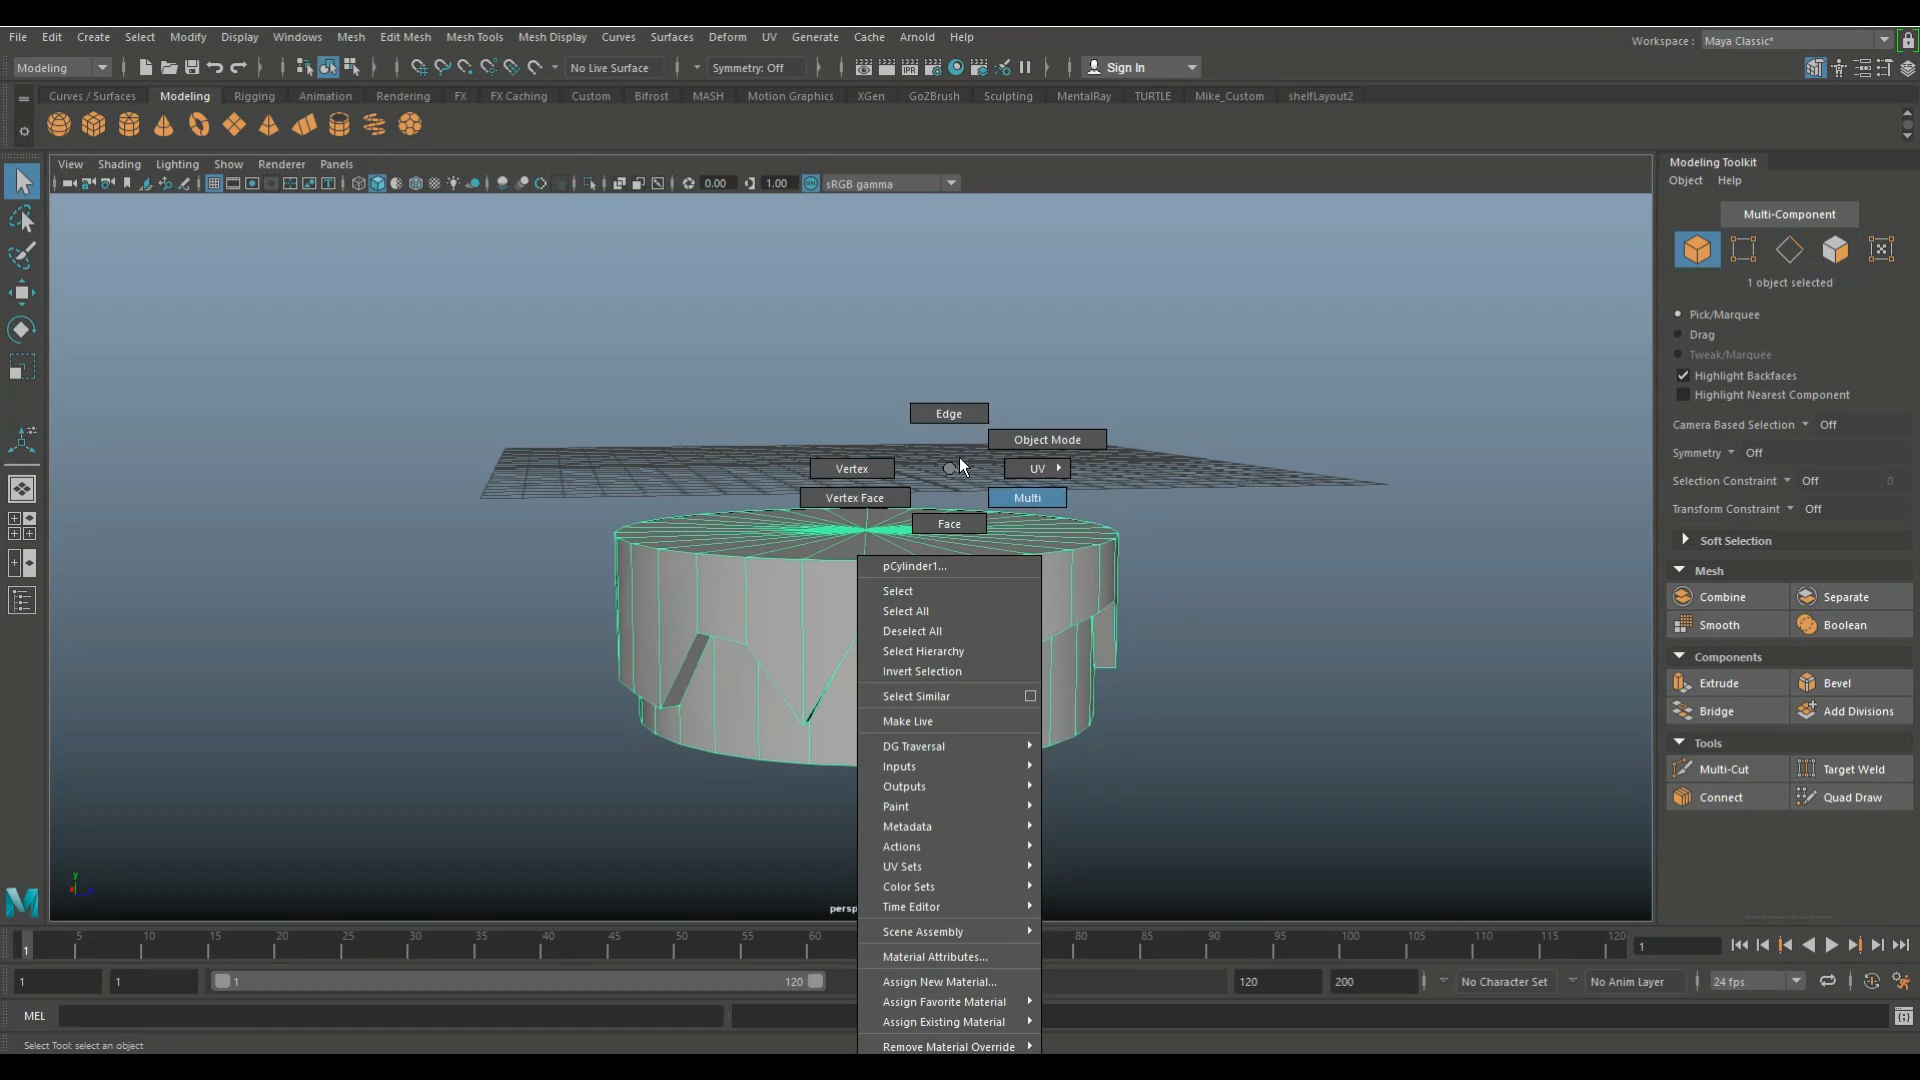 File Edit Create Select Modify Display Windows Mesh Edit Mesh Mesh Tools Mesh Display Curves Surfaces Deform UV Generate Cache Arnold Help
Workspace : Maya Classic*
Modeling No Live Surface Symmetry: Off Sign In
Curves / Surfaces Modeling Rigging Animation Rendering FX FX Caching Custom Bifrost MASH Motion Graphics XGen GoZBrush Sculpting MentalRay TURTLE Mike_Custom shelfLayout2
View Shading Lighting Show Renderer Panels
0.00 1.00 sRGB gamma
Modeling Toolkit
Object Help
Multi-Component
1 object selected
Pick/Marquee
Drag
Tweak/Marquee
Highlight Backfaces
Highlight Nearest Component
Camera Based Selection Off
Symmetry Off
Selection Constraint Off 0
Transform Constraint Off
Soft Selection
Mesh
Combine Separate
Smooth Boolean
Components
Extrude Bevel
Bridge Add Divisions
Tools
Multi-Cut Target Weld
Connect Quad Draw
Edge
Object Mode
Vertex UV
Vertex Face Multi
Face
pCylinder1...
Select
Select All
Deselect All
Select Hierarchy
Invert Selection
Select Similar
Make Live
DG Traversal
Inputs
Outputs
Paint
Metadata
Actions
UV Sets
Color Sets
Time Editor
Scene Assembly
Material Attributes...
Assign New Material...
Assign Favorite Material
Assign Existing Material
Remove Material Override
y
persp
1 5 10 15 20 25 30 35 40 45 50 55 60 80 85 90 95 100 105 110 115 120 1
1 1 1 120 120 200 No Character Set No Anim Layer 24 fps
MEL
Select Tool: select an object